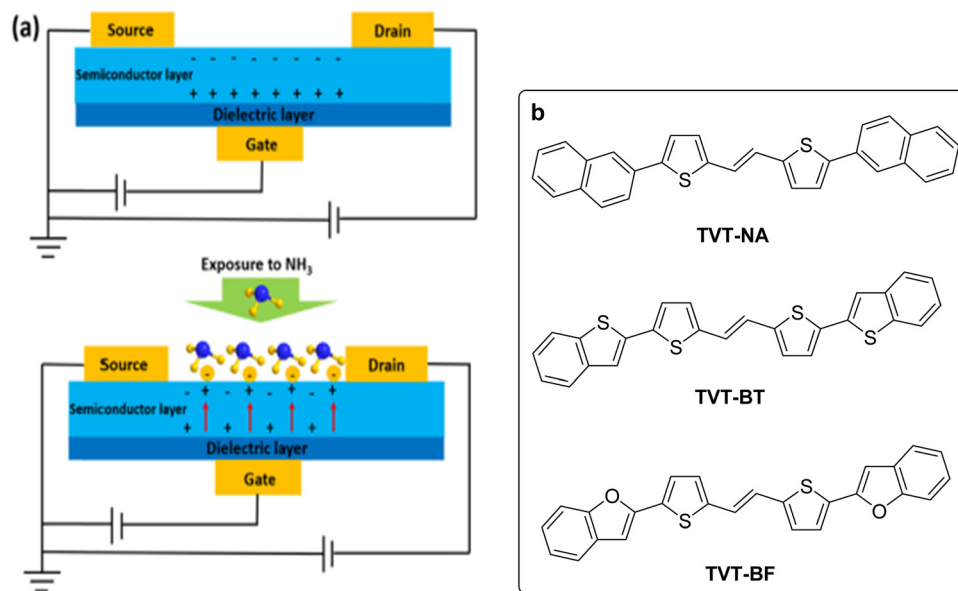 (a)
Source
Drain
- - - - - - - -
Semiconductor layer
+ + + + + + + +
Dielectric layer
Gate
Exposure to NH₃
Source
Drain
- - - -
- + - + - + - +
Semiconductor layer
+ + + +
Dielectric layer
Gate
b
S
S
TVT-NA
S
S
S
S
TVT-BT
O
S
S
O
TVT-BF